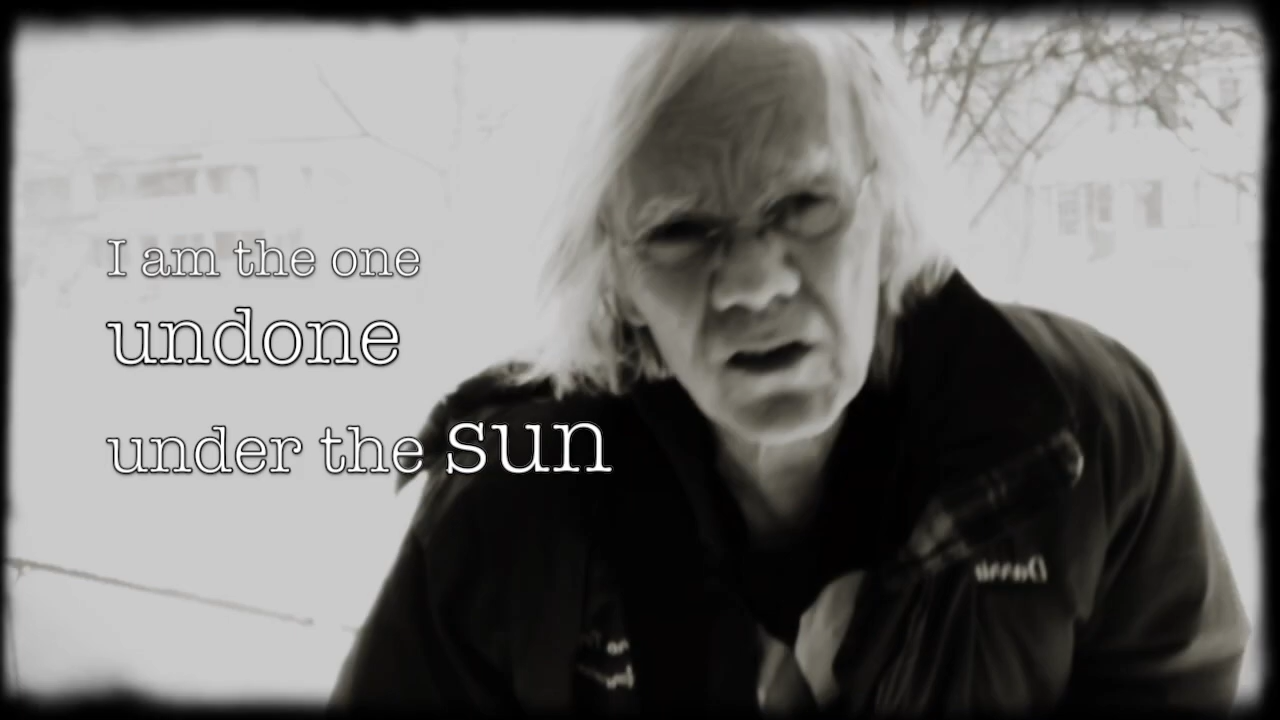 I am the one
undone
under the sun